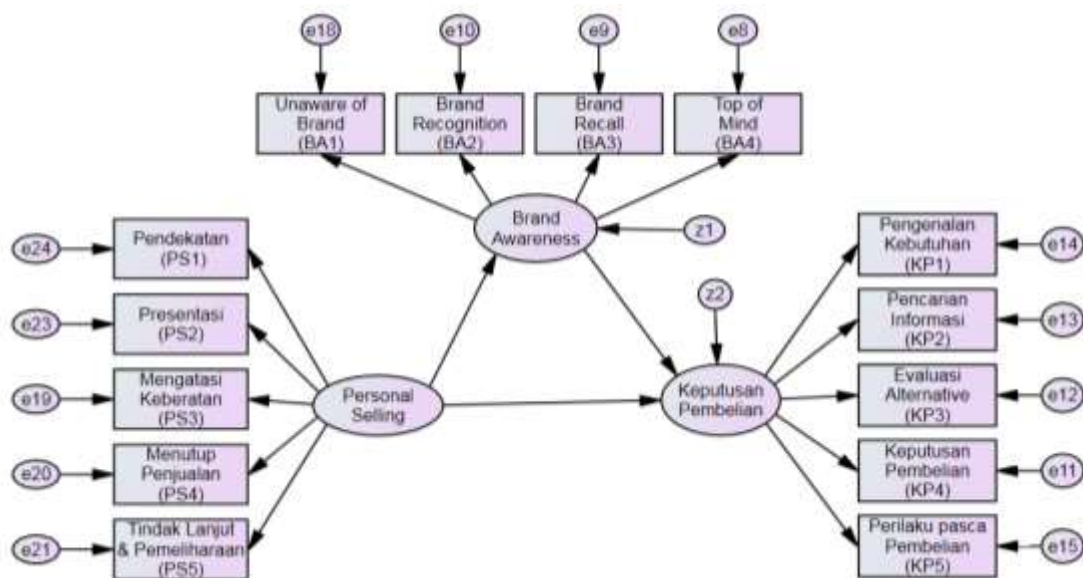 e18
e10
e9
e8
Unaware of
Brand
(BA1)
Brand
Recognition
(BA2)
Brand
Recall
(BA3)
Top of
Mind
(BA4)
Brand
Awareness
z1
z2
e24
Pendekatan
(PS1)
e23
Presentasi
(PS2)
e19
Mengatasi
Keberatan
(PS3)
e20
Menutup
Penjualan
(PS4)
e21
Tindak Lanjut
& Pemeliharaan
(PS5)
Personal
Selling
Keputusan
Pembelian
Pengenalan
Kebutuhan
(KP1)
e14
Pencarian
Informasi
(KP2)
e13
Evaluasi
Alternative
(KP3)
e12
Keputusan
Pembelian
(KP4)
e11
Perilaku pasca
Pembelian
(KP5)
e15